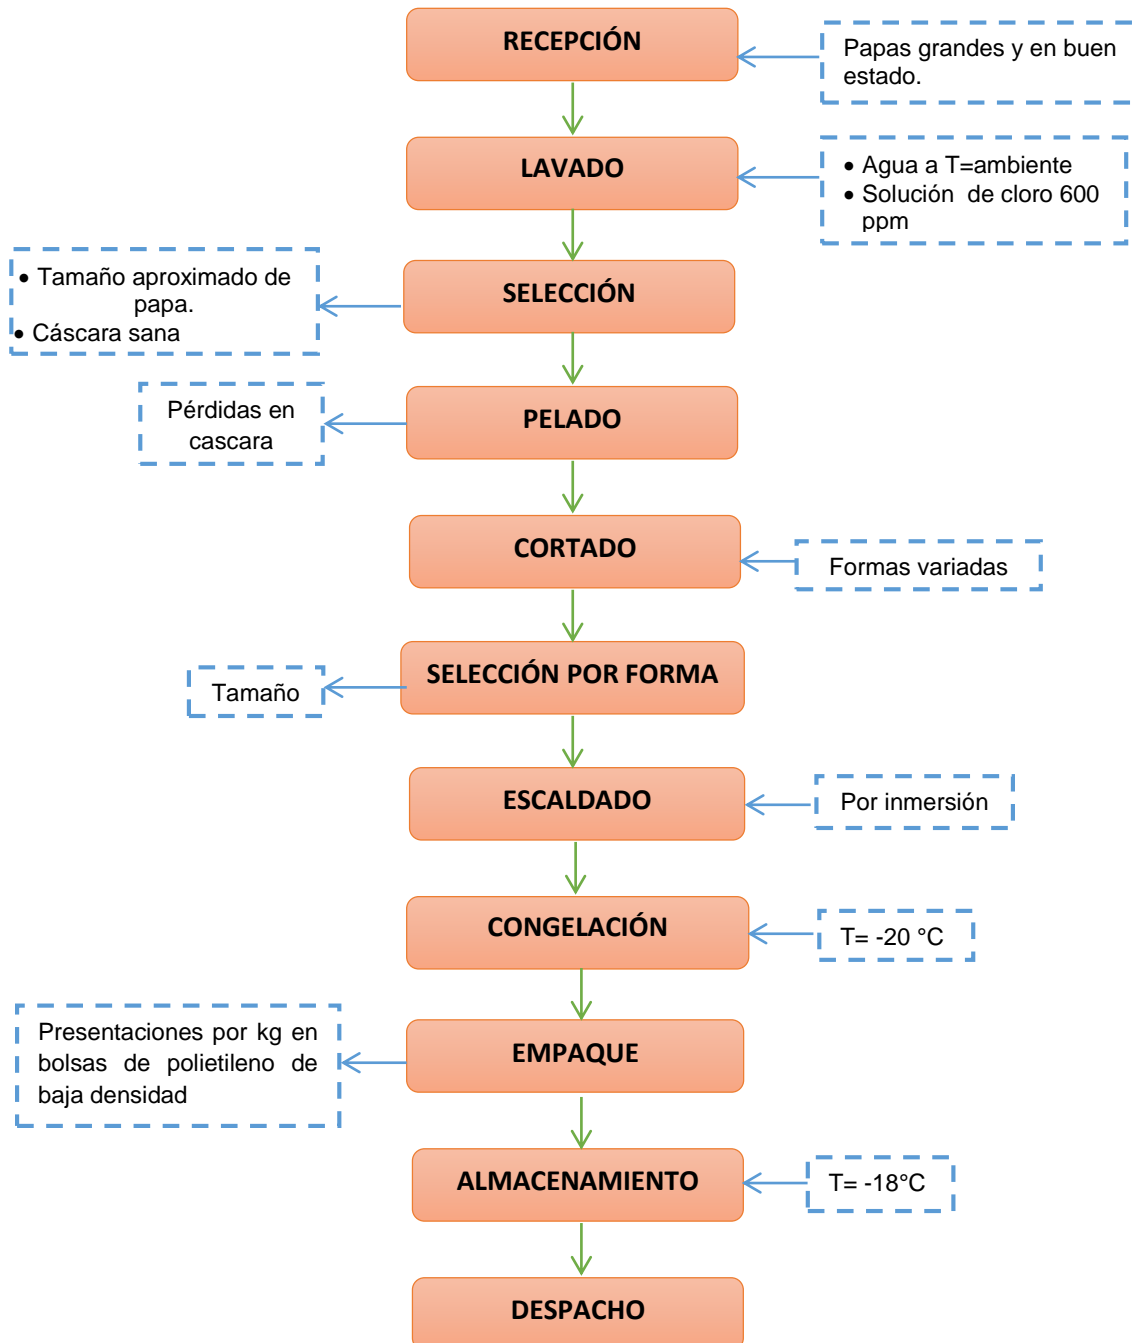 RECEPCIÓN
Papas grandes y en buen
estado.
LAVADO
• Agua a T=ambiente
• Solución de cloro 600
ppm
• Tamaño aproximado de
papa.
• Cáscara sana
SELECCIÓN
Pérdidas en
cascara
PELADO
CORTADO
Formas variadas
SELECCIÓN POR FORMA
Tamaño
ESCALDADO
Por inmersión
CONGELACIÓN
T= -20 °C
Presentaciones por kg en
bolsas de polietileno de
baja densidad
EMPAQUE
ALMACENAMIENTO
T= -18°C
DESPACHO